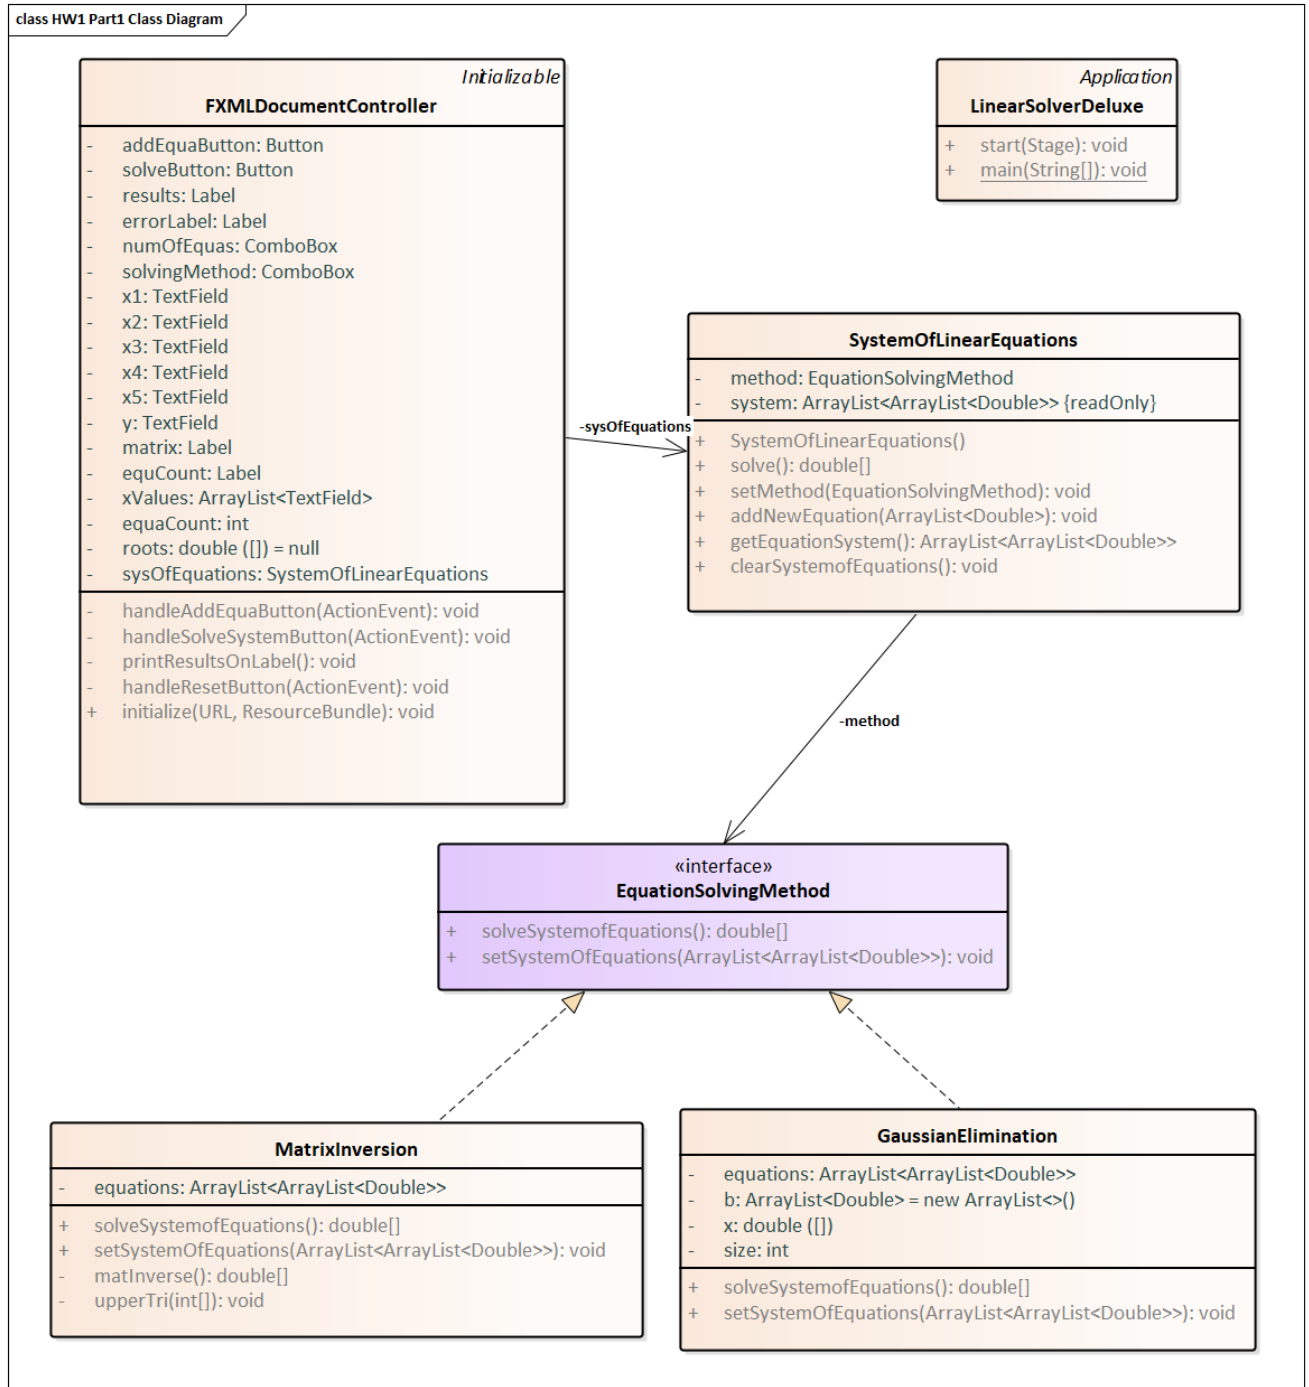 class HW1 Part1 Class Diagram
Initializable
FXMLDocumentController
- addEquaButton: Button
- solveButton: Button
- results: Label
- errorLabel: Label
- numOfEquas: ComboBox
- solvingMethod: ComboBox
- x1: TextField
- x2: TextField
- x3: TextField
- x4: TextField
- x5: TextField
- y: TextField
- matrix: Label
- equCount: Label
- xValues: ArrayList<TextField>
- equaCount: int
- roots: double ([]) = null
- sysOfEquations: SystemOfLinearEquations
- handleAddEquaButton(ActionEvent): void
- handleSolveSystemButton(ActionEvent): void
- printResultsOnLabel(): void
- handleResetButton(ActionEvent): void
+ initialize(URL, ResourceBundle): void
Application
LinearSolverDeluxe
+ start(Stage): void
+ main(String[]): void
-sysOfEquations
SystemOfLinearEquations
- method: EquationSolvingMethod
- system: ArrayList<ArrayList<Double>> {readOnly}
+ SystemOfLinearEquations()
+ solve(): double[]
+ setMethod(EquationSolvingMethod): void
+ addNewEquation(ArrayList<Double>): void
+ getEquationSystem(): ArrayList<ArrayList<Double>>
+ clearSystemofEquations(): void
-method
«interface»
EquationSolvingMethod
+ solveSystemofEquations(): double[]
+ setSystemOfEquations(ArrayList<ArrayList<Double>>): void
MatrixInversion
- equations: ArrayList<ArrayList<Double>>
+ solveSystemofEquations(): double[]
+ setSystemOfEquations(ArrayList<ArrayList<Double>>): void
- matInverse(): double[]
- upperTri(int[]): void
GaussianElimination
- equations: ArrayList<ArrayList<Double>>
- b: ArrayList<Double> = new ArrayList<>()
- x: double ([])
- size: int
+ solveSystemofEquations(): double[]
+ setSystemOfEquations(ArrayList<ArrayList<Double>>): void